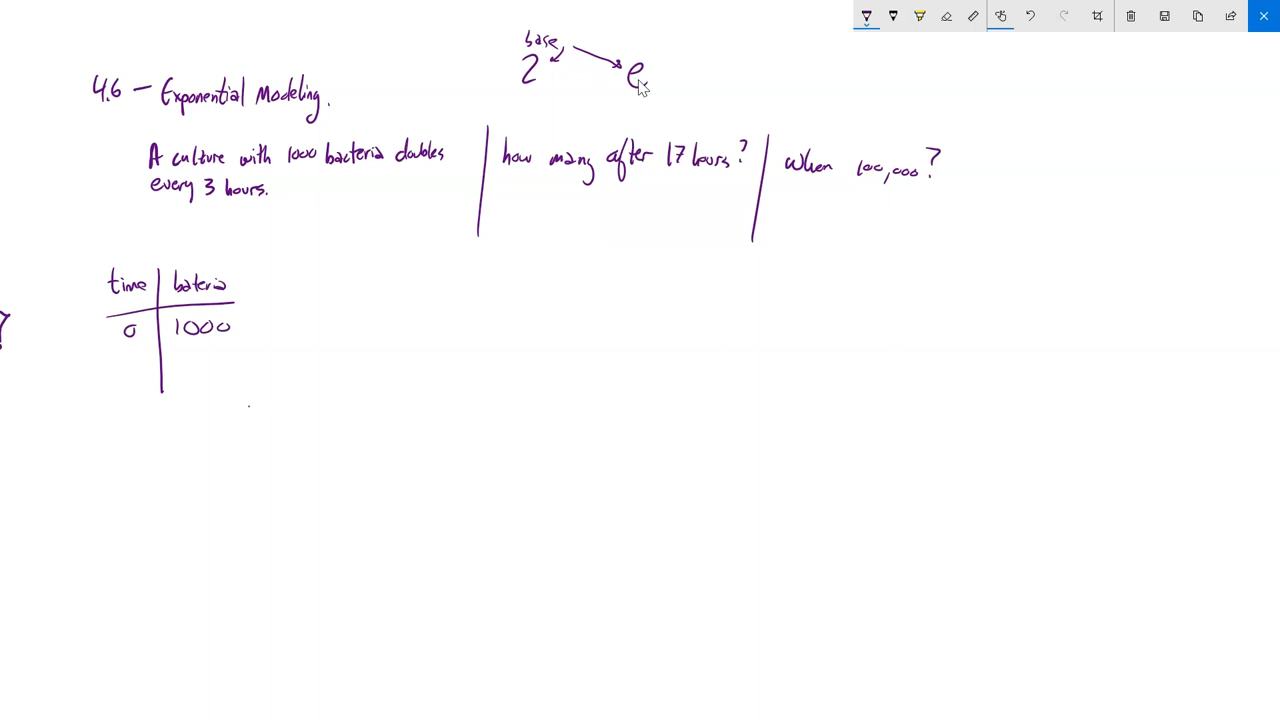 base
2 e
4.6 - Exponential Modeling.
A culture with 1000 bacteria doubles
every 3 hours.
how many after 17 hours?
when 100,000?
time bateria
0 1000
?